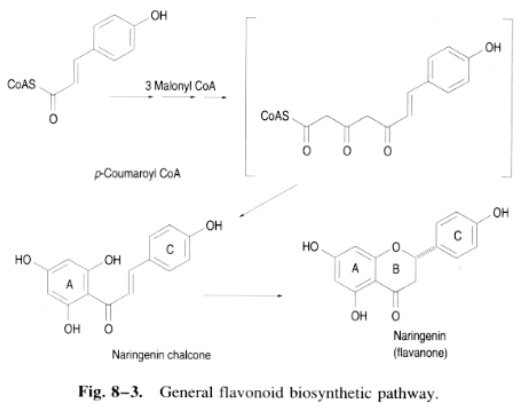 OH
CoAS
O
3 Malonyl CoA
OH
CoAS
O O O
p-Coumaroyl CoA
OH
C
HO OH
A
OH O
Naringenin chalcone
OH
C
HO O
A B
OH O
Naringenin
(flavanone)
Fig. 8–3. General flavonoid biosynthetic pathway.